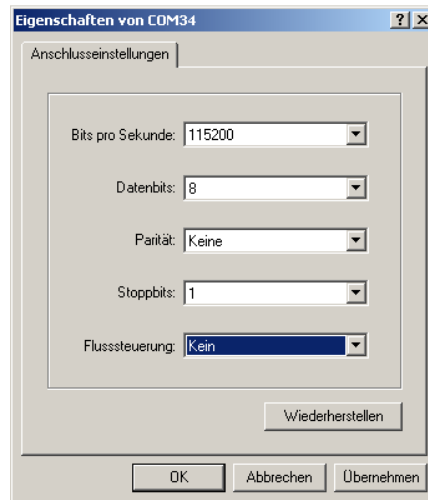 Eigenschaften von COM34
Anschlusseinstellungen
Bits pro Sekunde: 115200
Datenbits: 8
Parität: Keine
Stoppbits: 1
Flusssteuerung: Kein
Wiederherstellen
OK Abbrechen Übernehmen